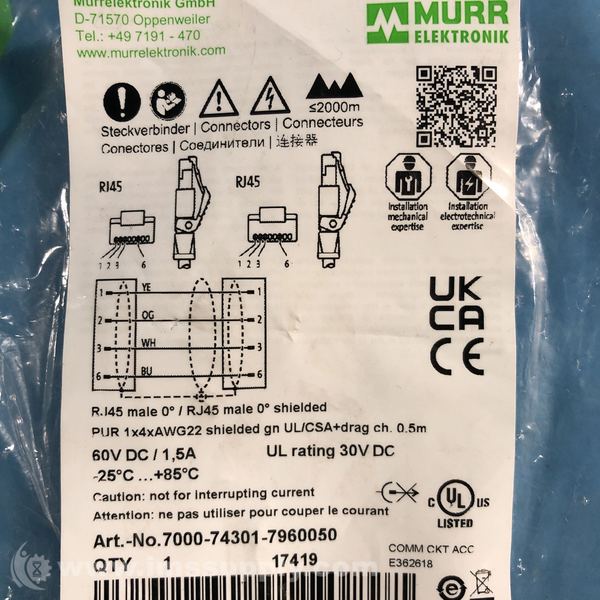 Murrelektronik GmbH
D-71570 Oppenweiler
Tel.: +49 7191 - 470
www.murrelektronik.com
MURR
ELEKTRONIK
≤2000m
Steckverbinder | Connectors | Connecteurs
Conectores | Соединители | 连接器
RJ45
RJ45
1 2 3 6
1 2 3 6
Installation mechanical expertise
Installation electrotechnical expertise
1 YE 1
2 OG 2
3 WH 3
6 BU 6
UK
CA
CE
RJ45 male 0° / RJ45 male 0° shielded
PUR 1x4xAWG22 shielded gn UL/CSA+drag ch. 0.5m
60V DC / 1,5A UL rating 30V DC
-25°C ...+85°C
Caution: not for interrupting current
Attention: ne pas utiliser pour couper le courant
C UL US
LISTED
Art.-No.7000-74301-7960050
QTY 1 17419
COMM CKT ACC
E362618
www.imssupply.com